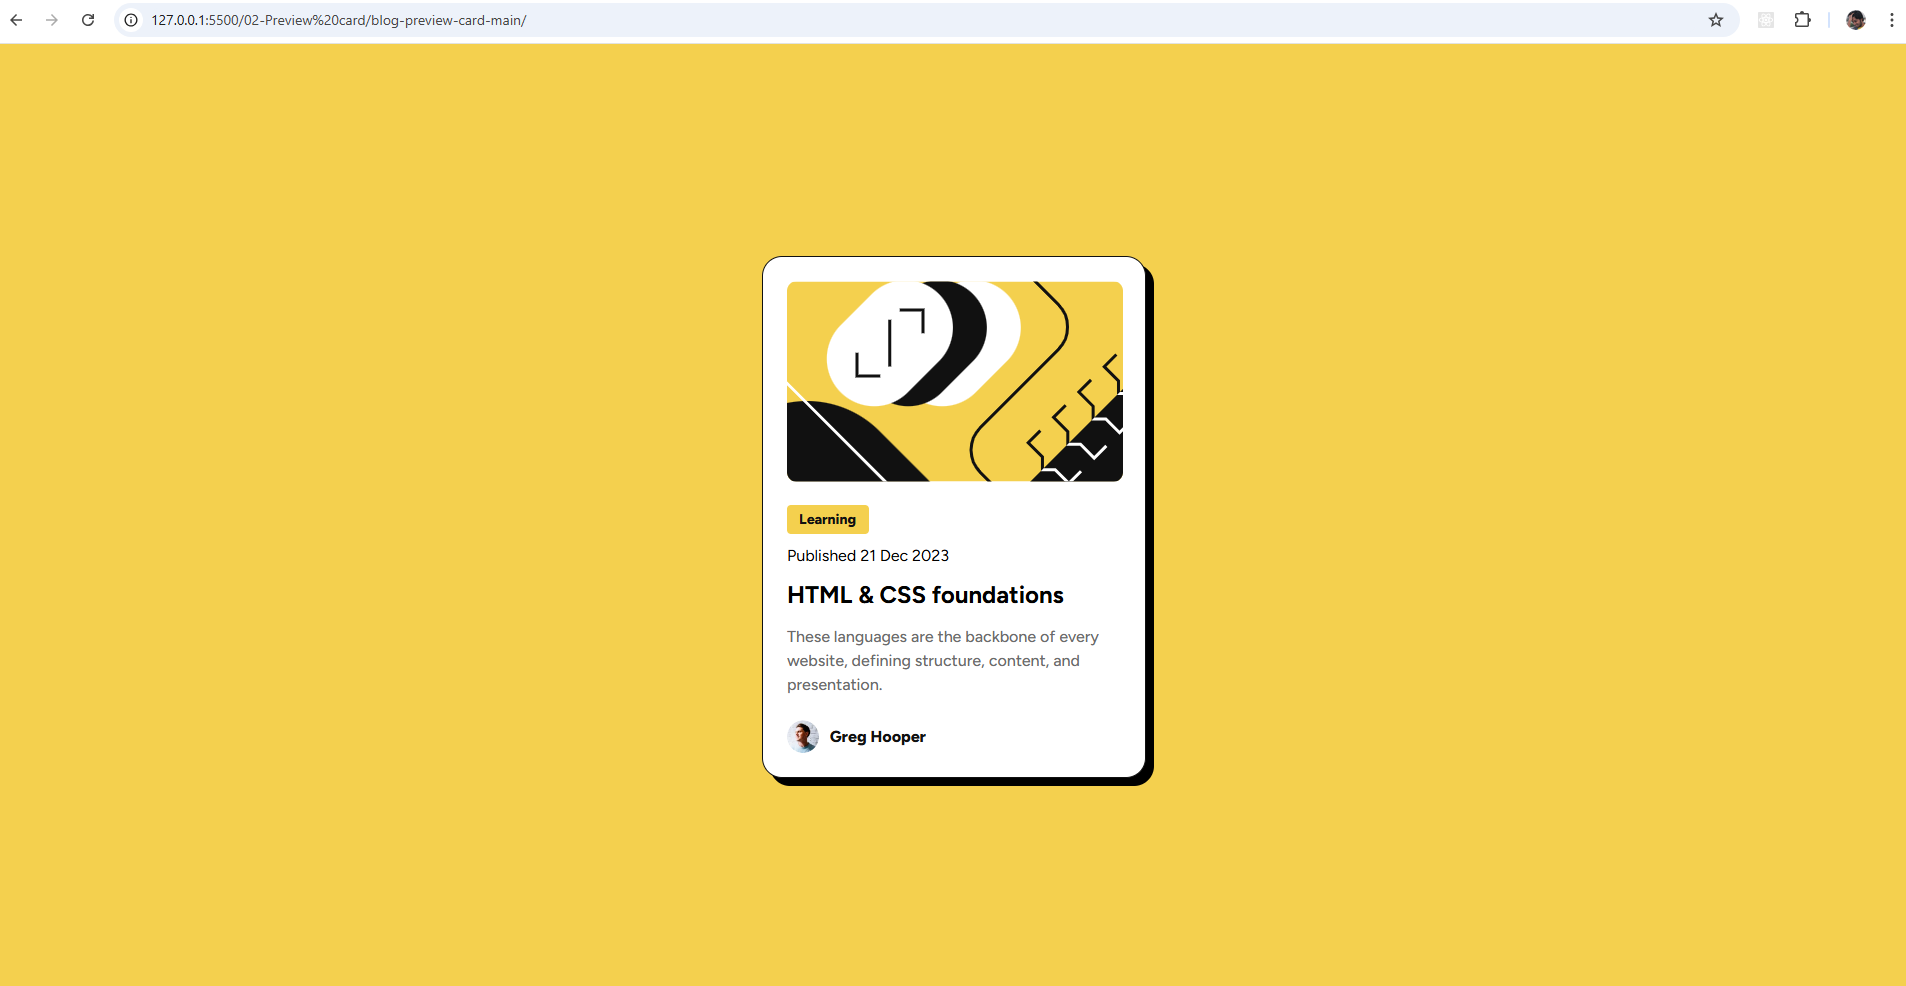 127.0.0.1:5500/02-Preview%20card/blog-preview-card-main/
Learning
Published 21 Dec 2023
HTML & CSS foundations
These languages are the backbone of every
website, defining structure, content, and
presentation.
Greg Hooper